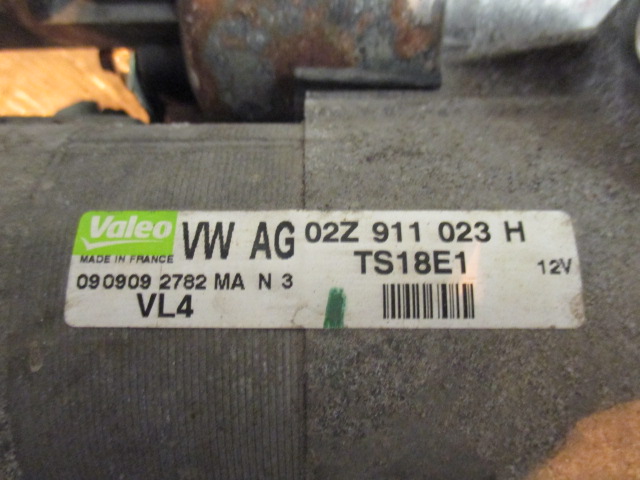 Valeo VW AG 02Z 911 023 H
MADE IN FRANCE TS18E1 12V
090909 2782 MA N 3
VL4